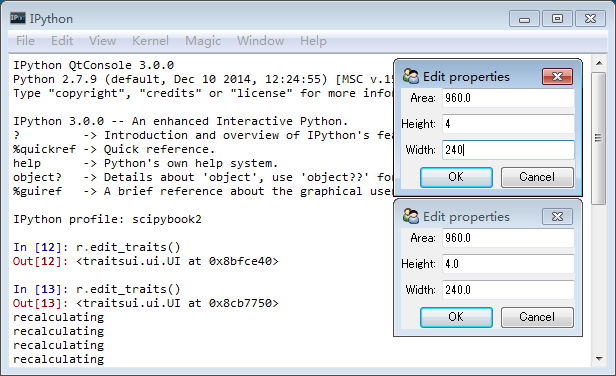 IPython
File Edit View Kernel Magic Window Help
IPython QtConsole 3.0.0
Python 2.7.9 (default, Dec 10 2014, 12:24:55) [MSC v.15
Type "copyright", "credits" or "license" for more infor
IPython 3.0.0 -- An enhanced Interactive Python.
? -> Introduction and overview of IPython's fea
%quickref -> Quick reference.
help -> Python's own help system.
object? -> Details about 'object', use 'object??' for
%guiref -> A brief reference about the graphical user
IPython profile: scipybook2
In [12]: r.edit_traits()
Out[12]: <traitsui.ui.UI at 0x8bfce40>
In [13]: r.edit_traits()
Out[13]: <traitsui.ui.UI at 0x8cb7750>
recalculating
recalculating
recalculating
recalculating
Edit properties
Area: 960.0
Height: 4
Width: 240
OK Cancel
Edit properties
Area: 960.0
Height: 4.0
Width: 240.0
OK Cancel